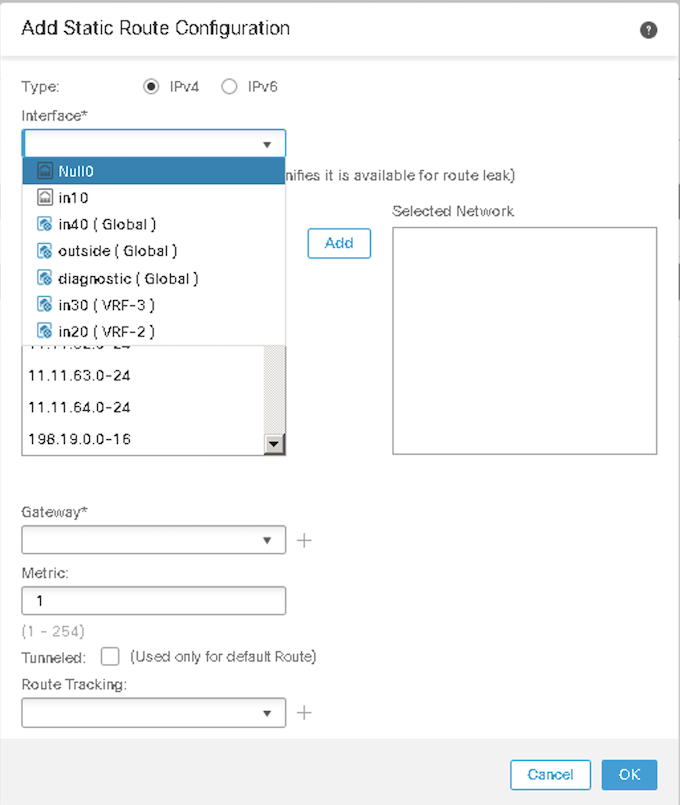 Add Static Route Configuration
?
Type: IPv4 IPv6
Interface*
Null0
nifies it is available for route leak)
in10
Selected Network
in40 ( Global )
Add
outside ( Global )
diagnostic ( Global )
in30 ( VRF-3 )
in20 ( VRF-2 )
11.11.63.0-24
11.11.64.0-24
198.19.0.0-16
Gateway*
Metric:
1
(1 - 254)
Tunneled: (Used only for default Route)
Route Tracking:
Cancel OK